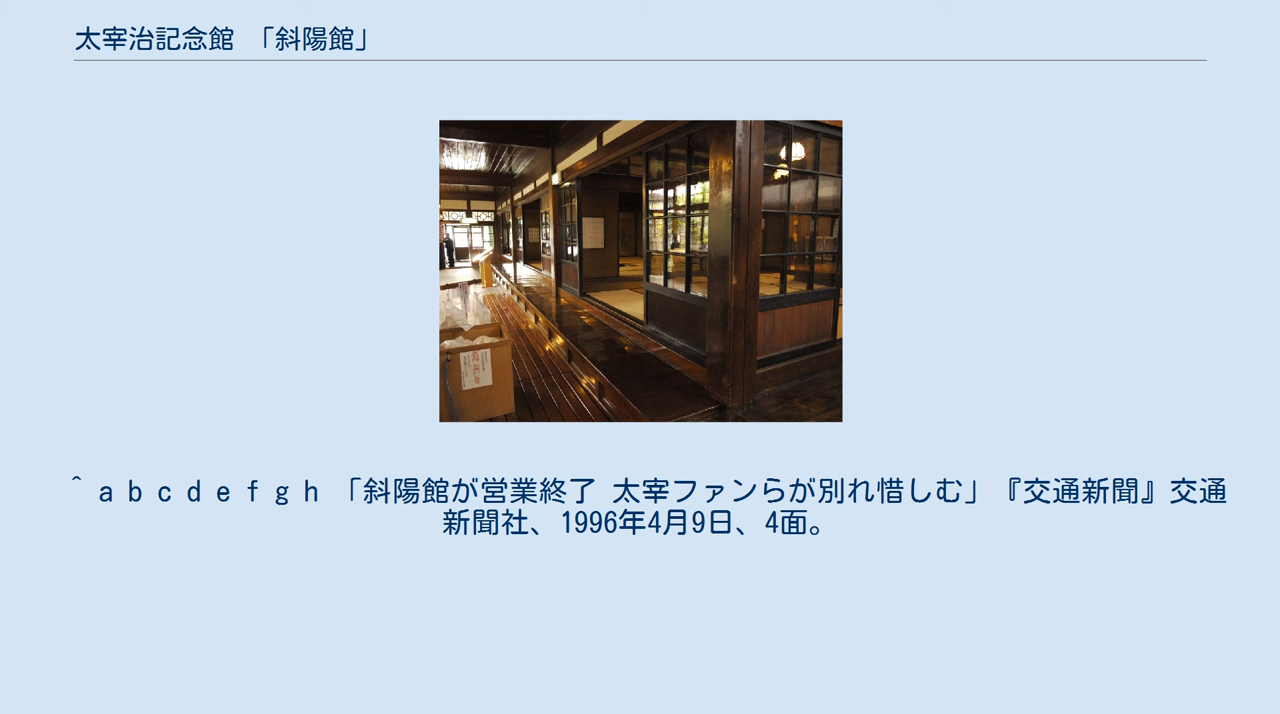 太宰治記念館 「斜陽館」
^ a b c d e f g h 「斜陽館が営業終了 太宰ファンらが別れ惜しむ」『交通新聞』交通
新聞社、1996年4月9日、4面。